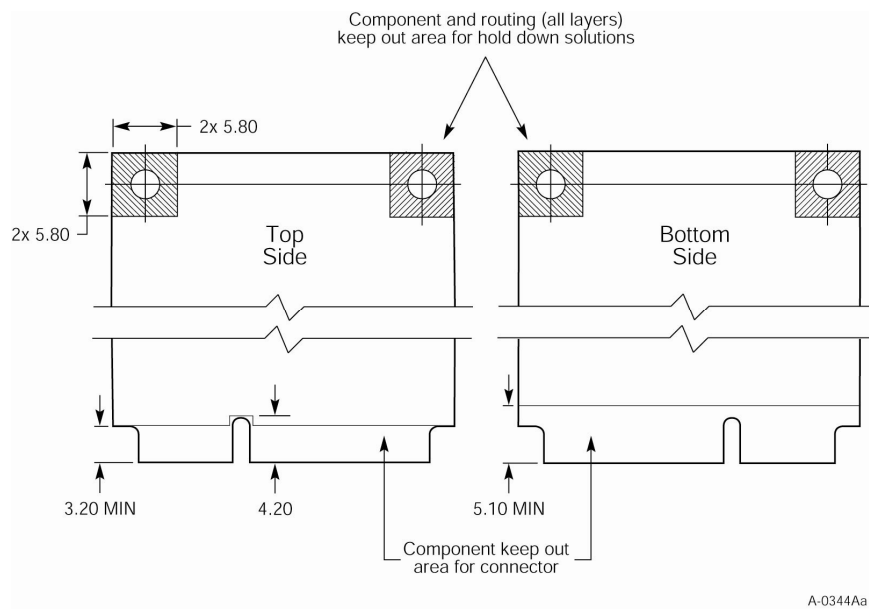 Component and routing (all layers)
keep out area for hold down solutions
2x 5.80
2x 5.80
Top
Side
Bottom
Side
3.20 MIN
4.20
5.10 MIN
Component keep out
area for connector
A-0344Aa